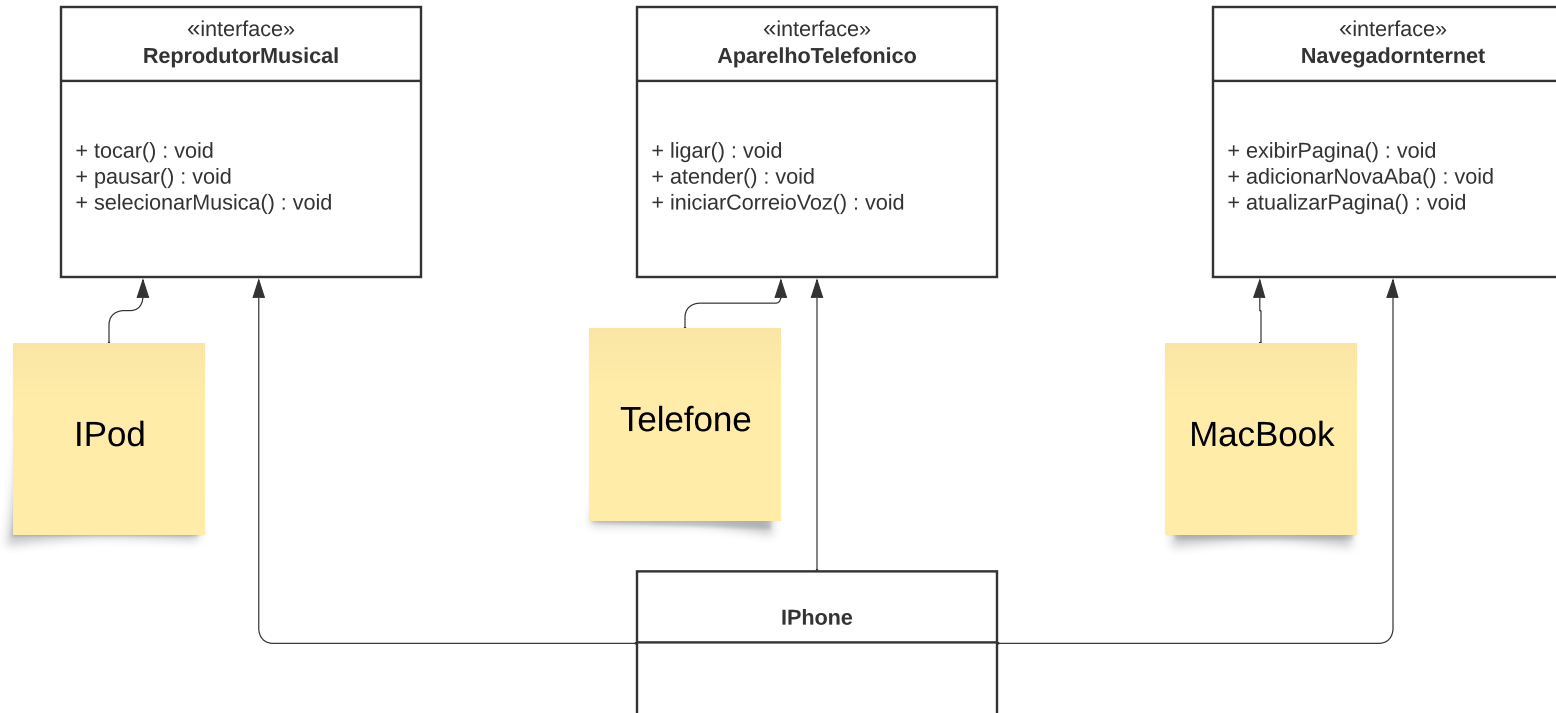 «interface»
ReprodutorMusical
+ tocar() : void
+ pausar() : void
+ selecionarMusica() : void
«interface»
AparelhoTelefonico
+ ligar() : void
+ atender() : void
+ iniciarCorreioVoz() : void
«interface»
Navegadornternet
+ exibirPagina() : void
+ adicionarNovaAba() : void
+ atualizarPagina() : void
IPod
Telefone
MacBook
IPhone